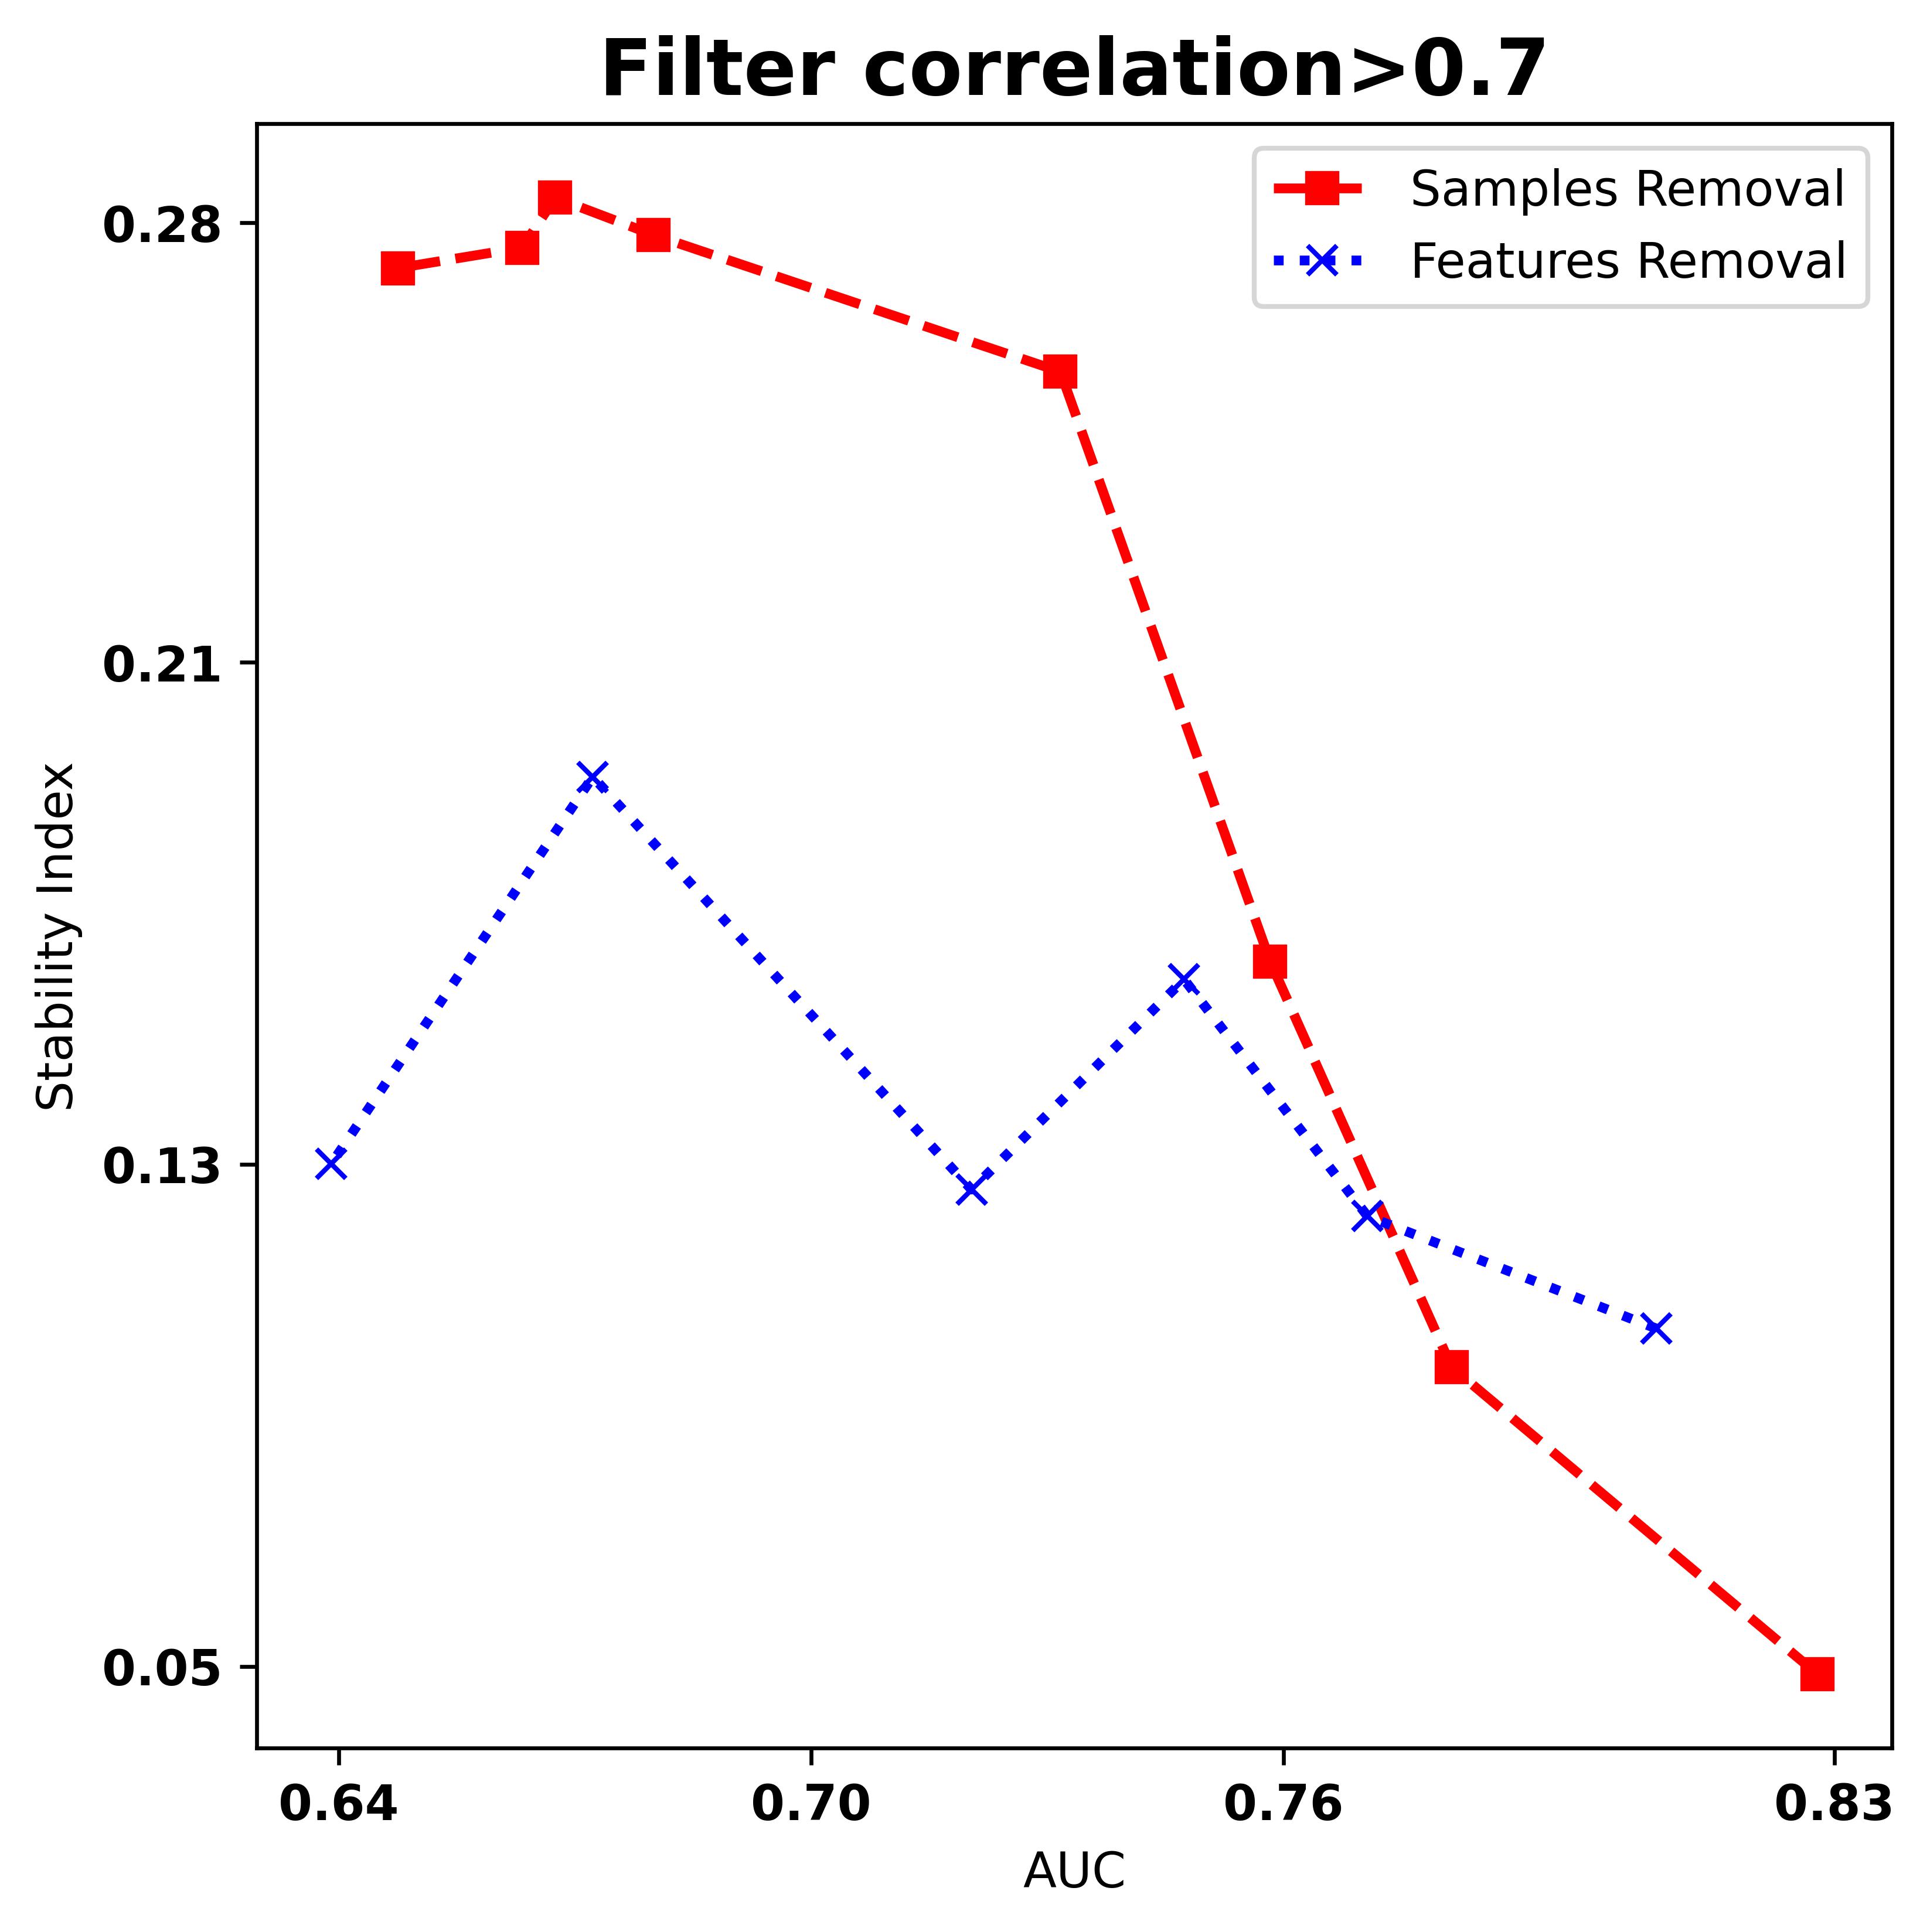 Filter correlation>0.7
Samples Removal
Features Removal
0.28
0.21
0.13
0.05
Stability Index
0.64 0.70 0.76 0.83
AUC